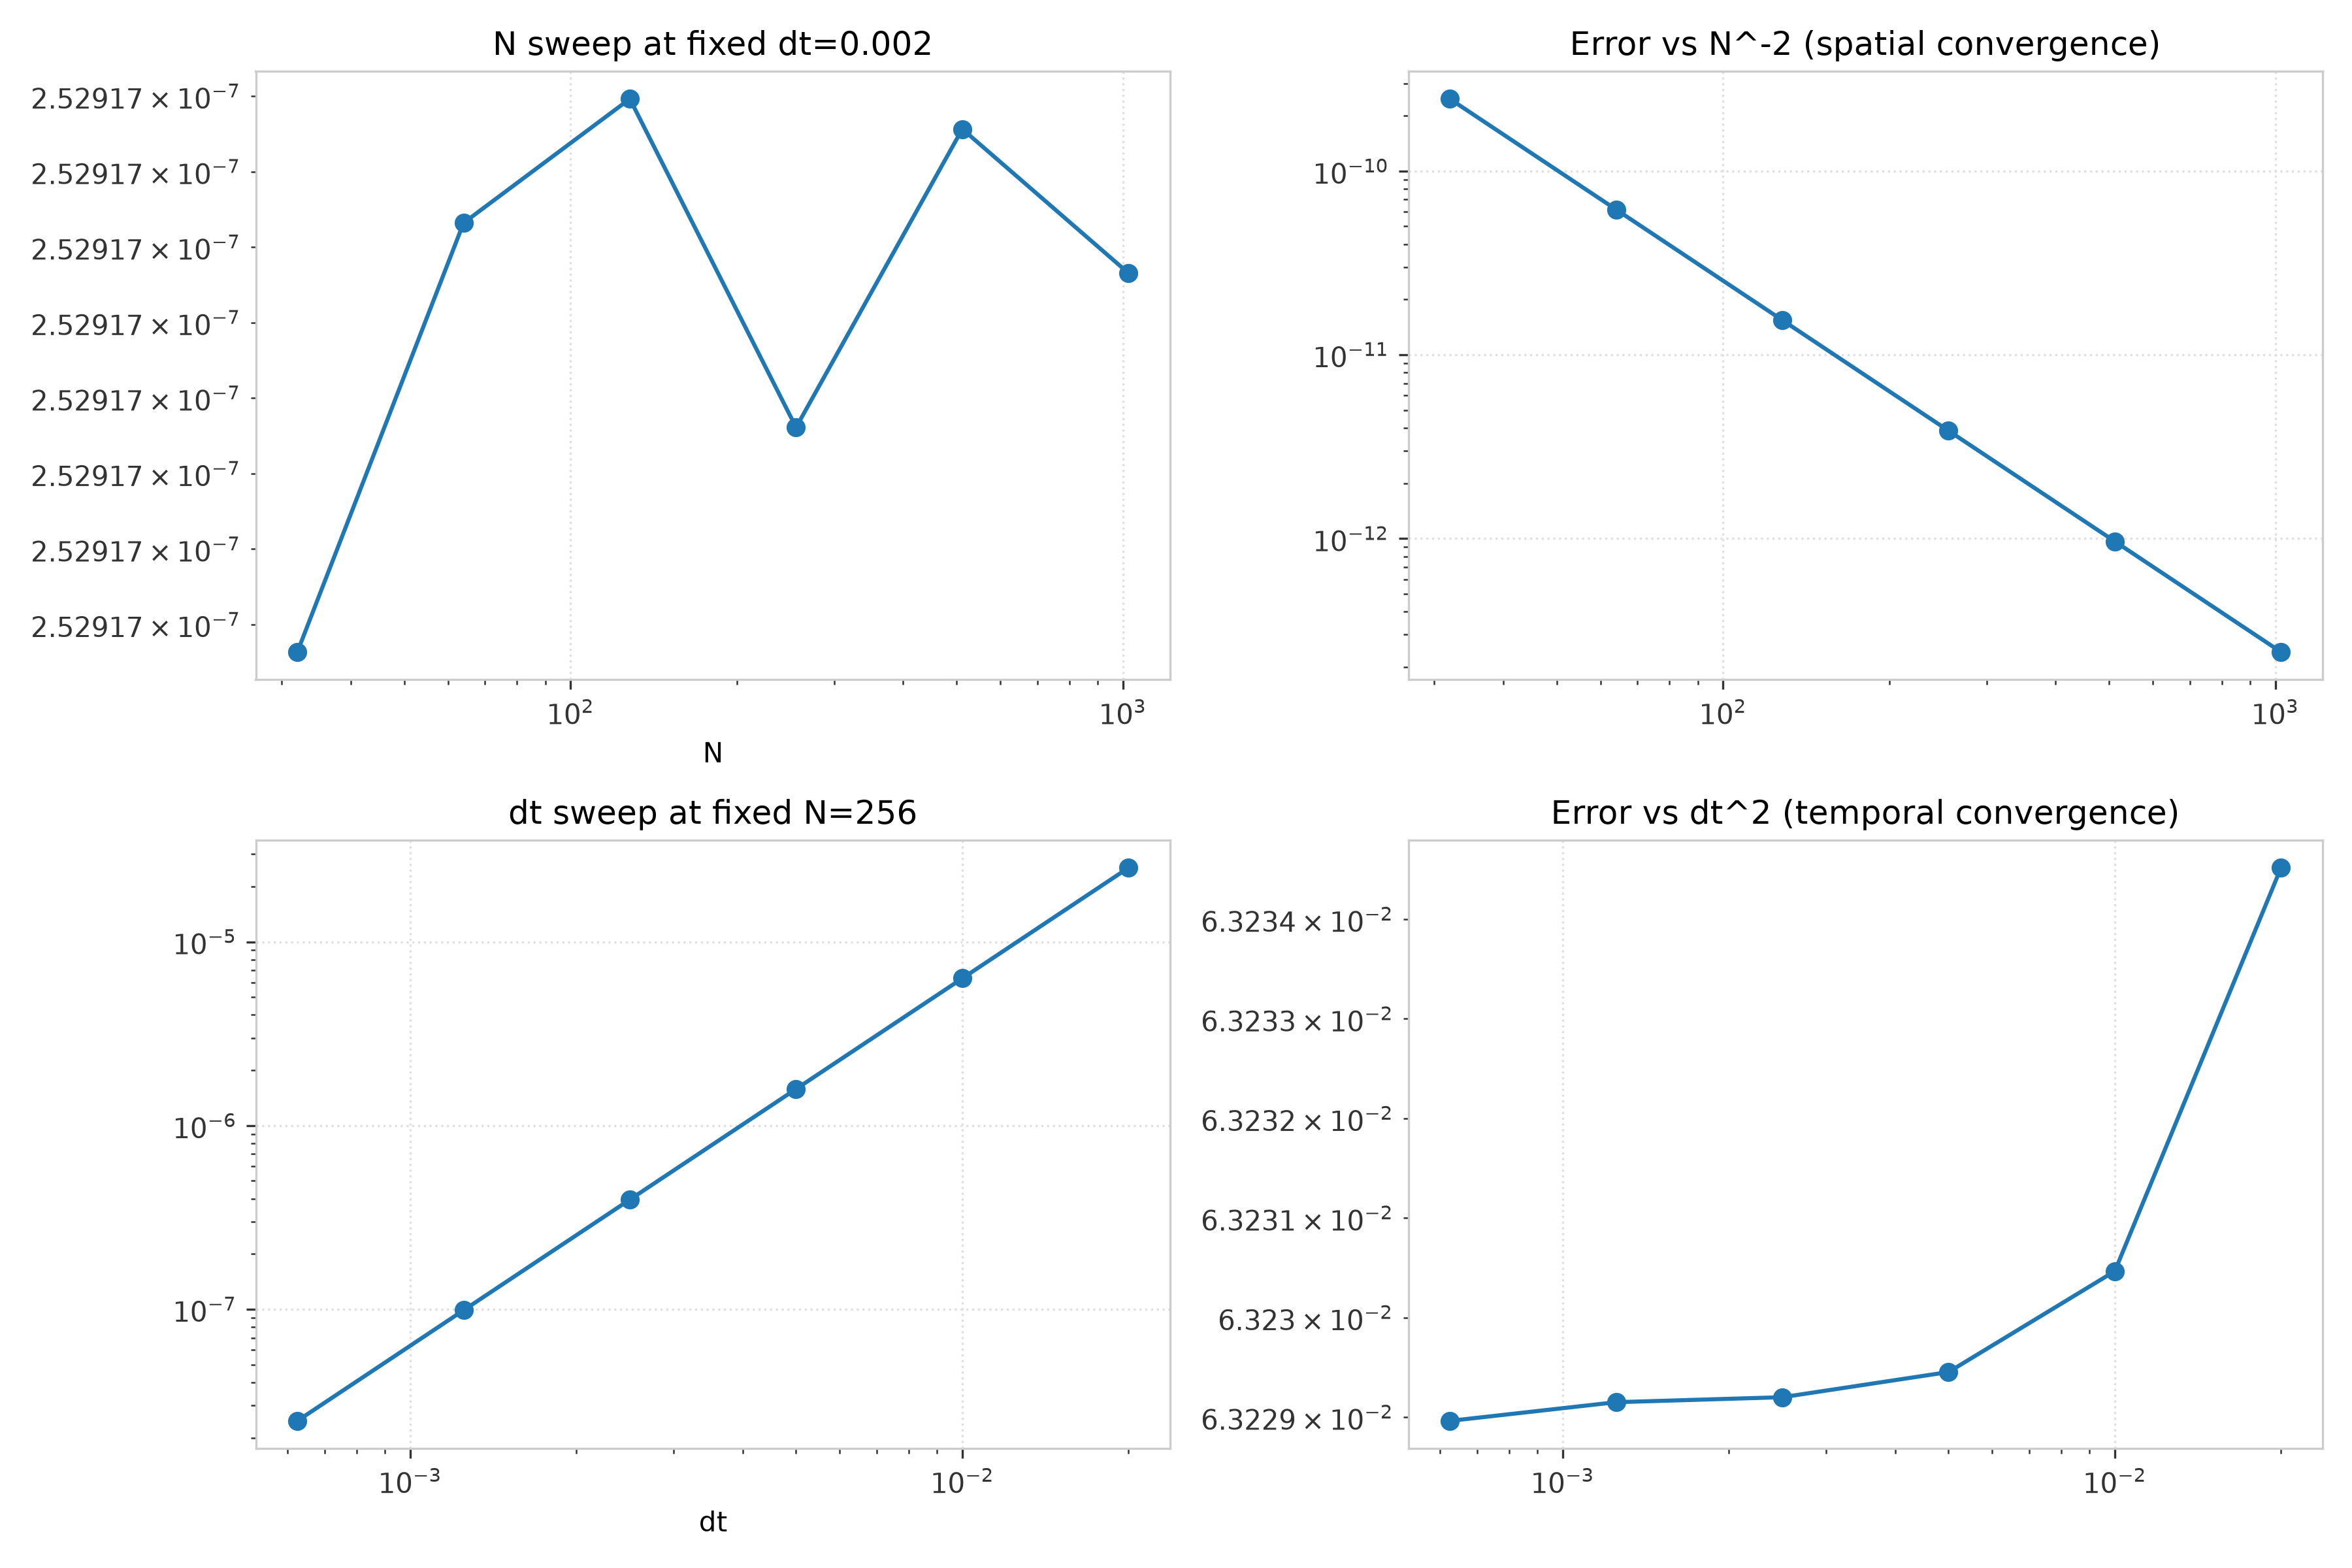 N sweep at fixed dt=0.002
2.52917 × 10⁻⁷
2.52917 × 10⁻⁷
2.52917 × 10⁻⁷
2.52917 × 10⁻⁷
2.52917 × 10⁻⁷
2.52917 × 10⁻⁷
2.52917 × 10⁻⁷
2.52917 × 10⁻⁷
10² 10³
N
Error vs N^-2 (spatial convergence)
10⁻¹⁰
10⁻¹¹
10⁻¹²
10² 10³
dt sweep at fixed N=256
10⁻⁵
10⁻⁶
10⁻⁷
10⁻³ 10⁻²
dt
Error vs dt^2 (temporal convergence)
6.3234 × 10⁻²
6.3233 × 10⁻²
6.3232 × 10⁻²
6.3231 × 10⁻²
6.323 × 10⁻²
6.3229 × 10⁻²
10⁻³ 10⁻²